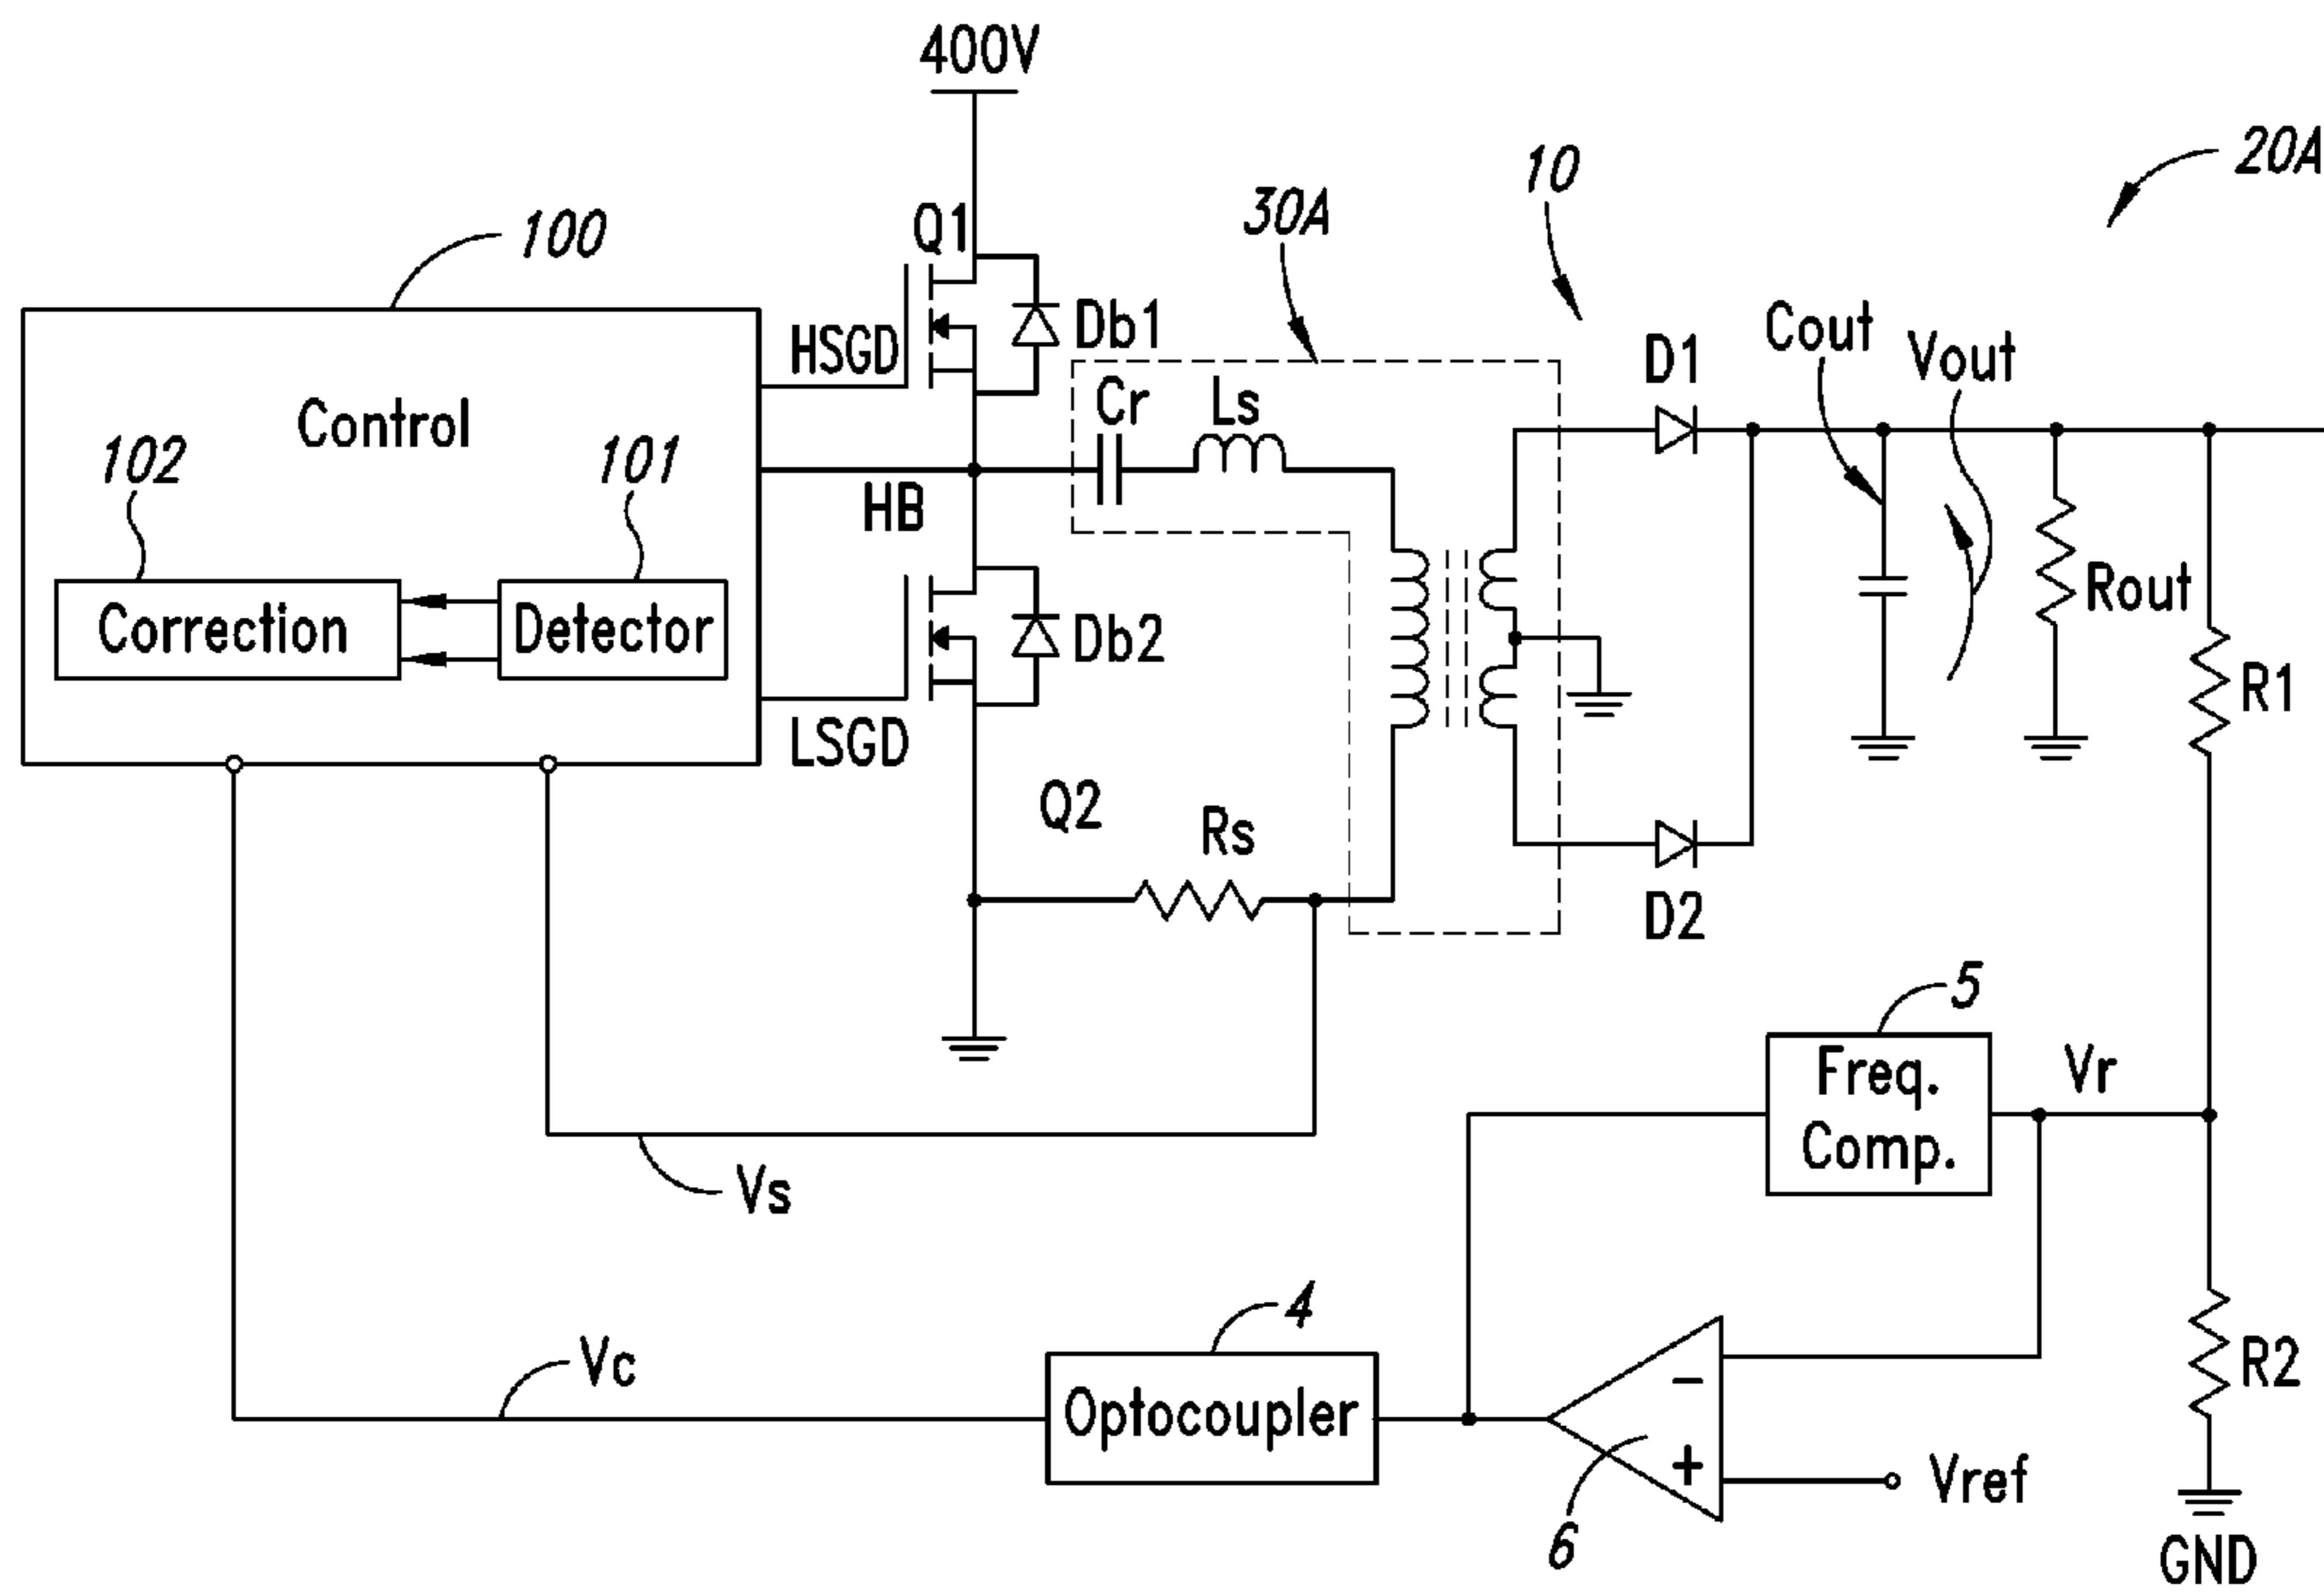 400V
20A
10
30A
100
Q1
HSGD
Db1
D1
Cout
Vout
Cr
Ls
Control
102
101
HB
Correction
Detector
Db2
Rout
R1
LSGD
Q2
Rs
D2
5
Freq.
Comp.
Vr
Vs
4
Vc
Optocoupler
-
+
R2
Vref
6
GND